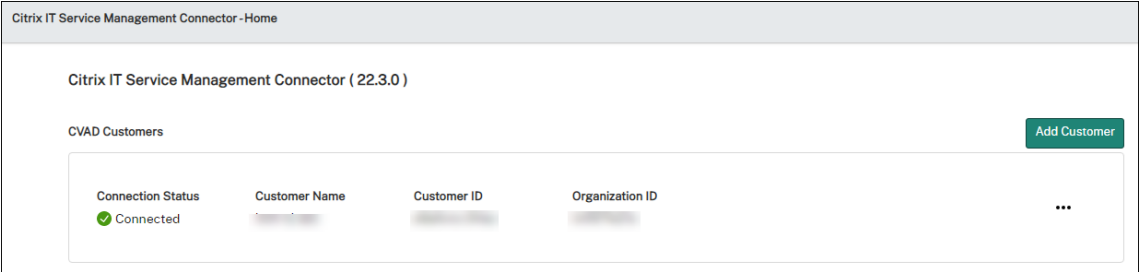 Citrix IT Service Management Connector - Home
Citrix IT Service Management Connector ( 22.3.0 )
CVAD Customers
Add Customer
Connection Status Customer Name Customer ID Organization ID
Connected